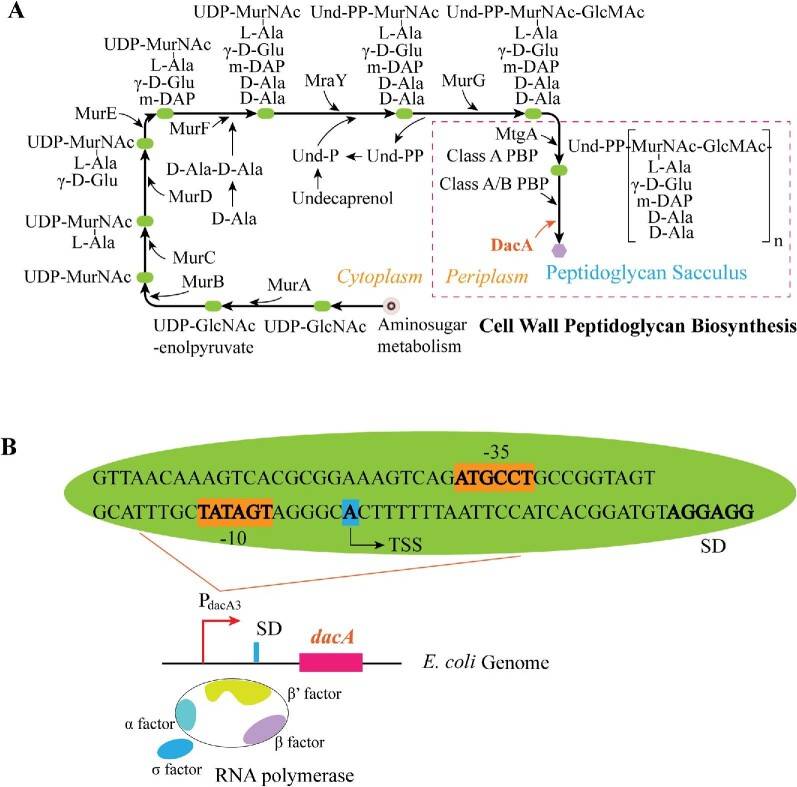 A
UDP-MurNAc
L-Ala
γ-D-Glu
m-DAP
UDP-MurNAc
L-Ala
γ-D-Glu
m-DAP
D-Ala
D-Ala
Und-PP-MurNAc
L-Ala
γ-D-Glu
m-DAP
D-Ala
D-Ala
Und-PP-MurNAc-GlcMAc
L-Ala
γ-D-Glu
m-DAP
D-Ala
D-Ala
MurE
MurF
MraY
MurG
UDP-MurNAc
L-Ala
γ-D-Glu
MurD
D-Ala-D-Ala
D-Ala
Und-P
Und-PP
Undecaprenol
MtgA
Class A PBP
Class A/B PBP
DacA
Und-PP-MurNAc-GlcMAc-
L-Ala
γ-D-Glu
m-DAP
D-Ala
D-Ala
n
UDP-MurNAc
L-Ala
MurC
UDP-MurNAc
MurB
MurA
Cytoplasm
Periplasm
Peptidoglycan Sacculus
UDP-GlcNAc
-enolpyruvate
UDP-GlcNAc
Aminosugar
metabolism
Cell Wall Peptidoglycan Biosynthesis
B
-35
GTTAACAAAGTCACGCGGAAAGTCAGATGCCTGCCGGTAGT
GCATTTGCTATAGTAGGGCACTTTTTTAATTCCATCACGGATGTAGGAGG
-10
TSS
SD
PdacA3
SD
dacA
E. coli Genome
β' factor
α factor
β factor
σ factor
RNA polymerase